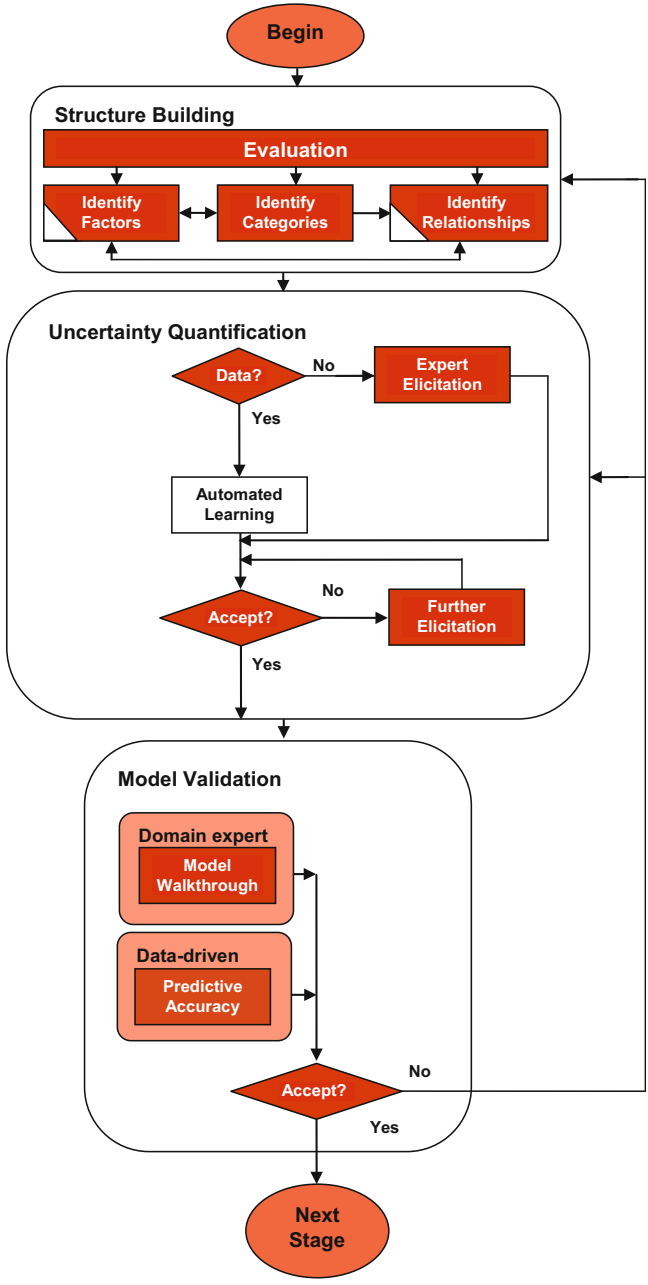 Begin
Structure Building
Evaluation
Identify
Factors
Identify
Categories
Identify
Relationships
Uncertainty Quantification
Data?
No
Expert
Elicitation
Yes
Automated
Learning
Accept?
No
Further
Elicitation
Yes
Model Validation
Domain expert
Model
Walkthrough
Data-driven
Predictive
Accuracy
Accept?
No
Yes
Next
Stage